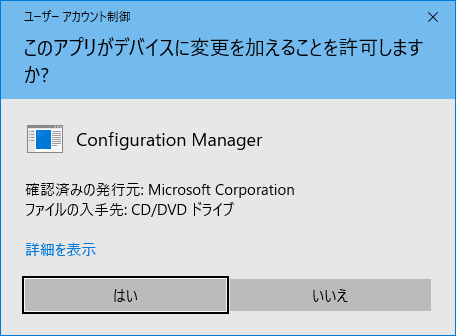 ユーザー アカウント制御
このアプリがデバイスに変更を加えることを許可します
か?
Configuration Manager
確認済みの発行元: Microsoft Corporation
ファイルの入手先: CD/DVD ドライブ
詳細を表示
はい
いいえ